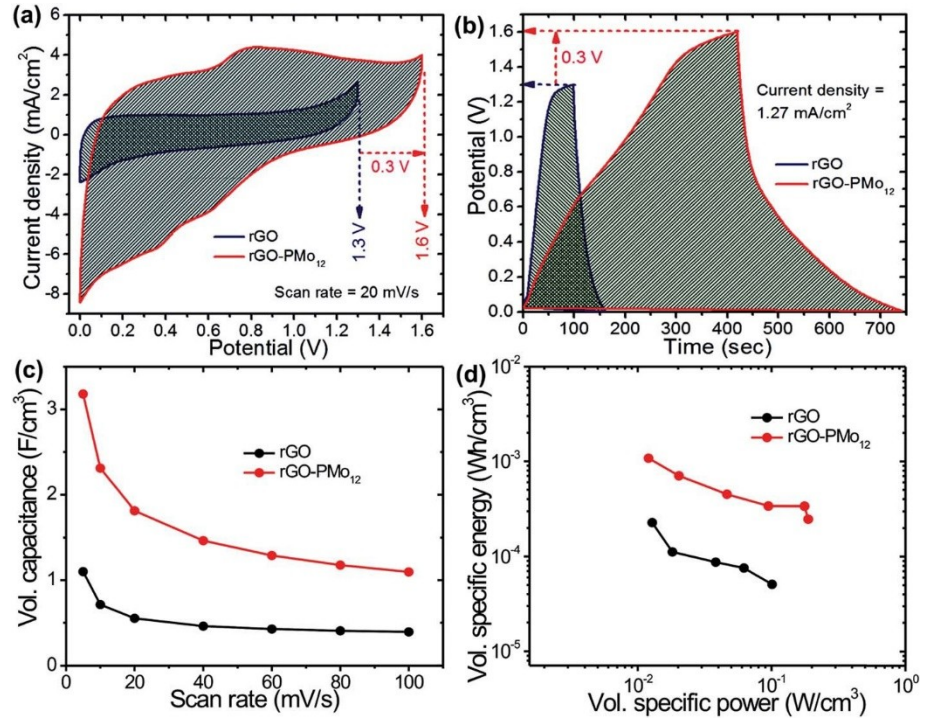 (a)
Current density (mA/cm²)
8
4
0
-4
-8
0.3 V
1.3 V
1.6 V
rGO
rGO-PMo₁₂
Scan rate = 20 mV/s
0.0 0.2 0.4 0.6 0.8 1.0 1.2 1.4 1.6
Potential (V)
(b)
Potential (V)
1.6
1.4
1.2
1.0
0.8
0.6
0.4
0.2
0.0
0.3 V
Current density =
1.27 mA/cm²
rGO
rGO-PMo₁₂
0 100 200 300 400 500 600 700
Time (sec)
(c)
Vol. capacitance (F/cm³)
3
2
1
0
rGO
rGO-PMo₁₂
0 20 40 60 80 100
Scan rate (mV/s)
(d)
Vol. specific energy (Wh/cm³)
10⁻²
10⁻³
10⁻⁴
10⁻⁵
rGO
rGO-PMo₁₂
10⁻² 10⁻¹ 10⁰
Vol. specific power (W/cm³)